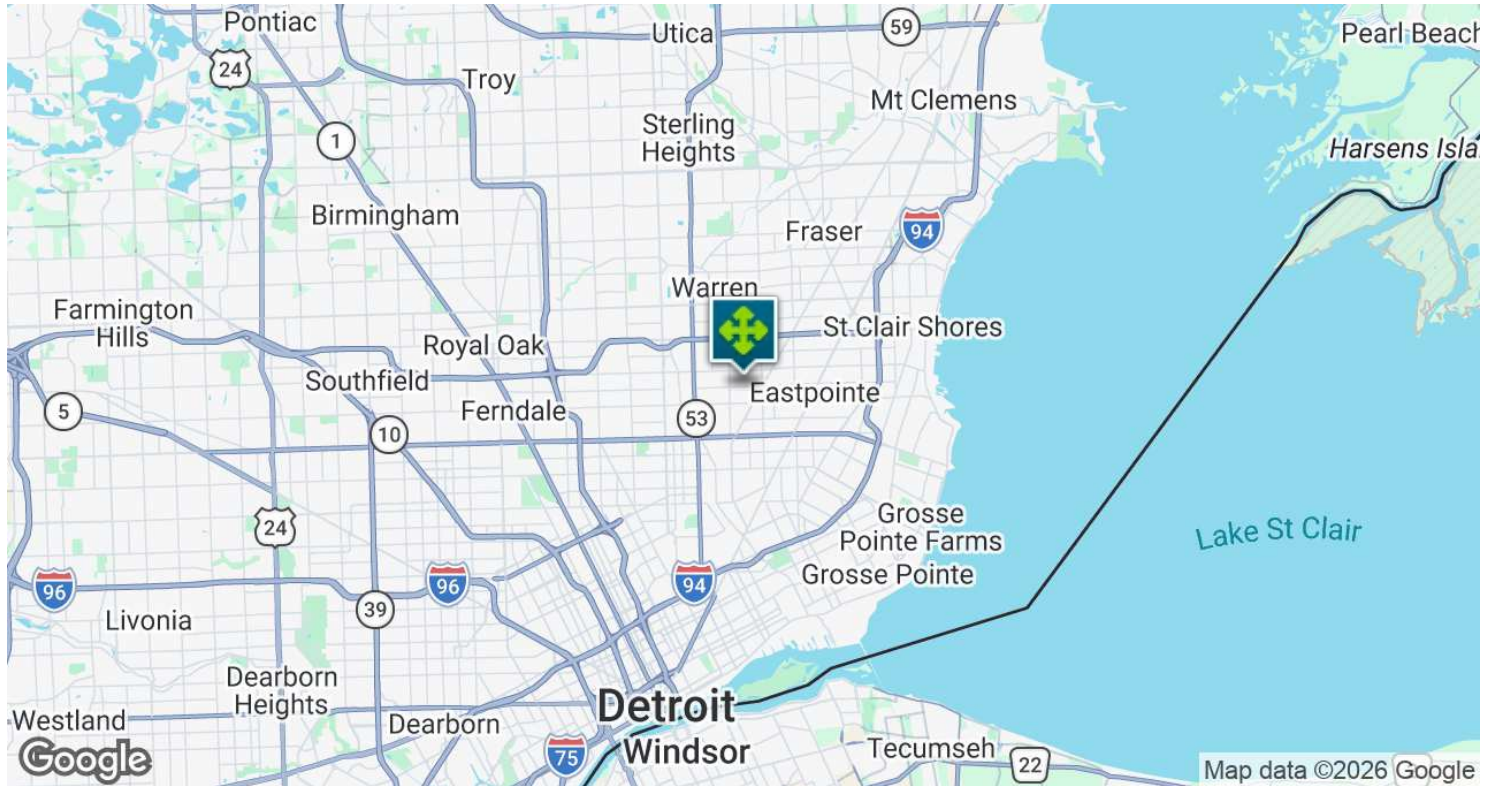 Pontiac
Utica
59
Pearl Beach
24
Troy
Mt Clemens
1
Sterling
Heights
Harsens Isla
Birmingham
Fraser
94
Warren
Farmington
Hills
St Clair Shores
Royal Oak
Southfield
Eastpointe
5
Ferndale
53
10
Grosse
Pointe Farms
24
Lake St Clair
Grosse Pointe
96
96
94
39
Livonia
Dearborn
Heights
Detroit
Westland
Dearborn
Windsor
Tecumseh
75
22
Google
Map data ©2026 Google